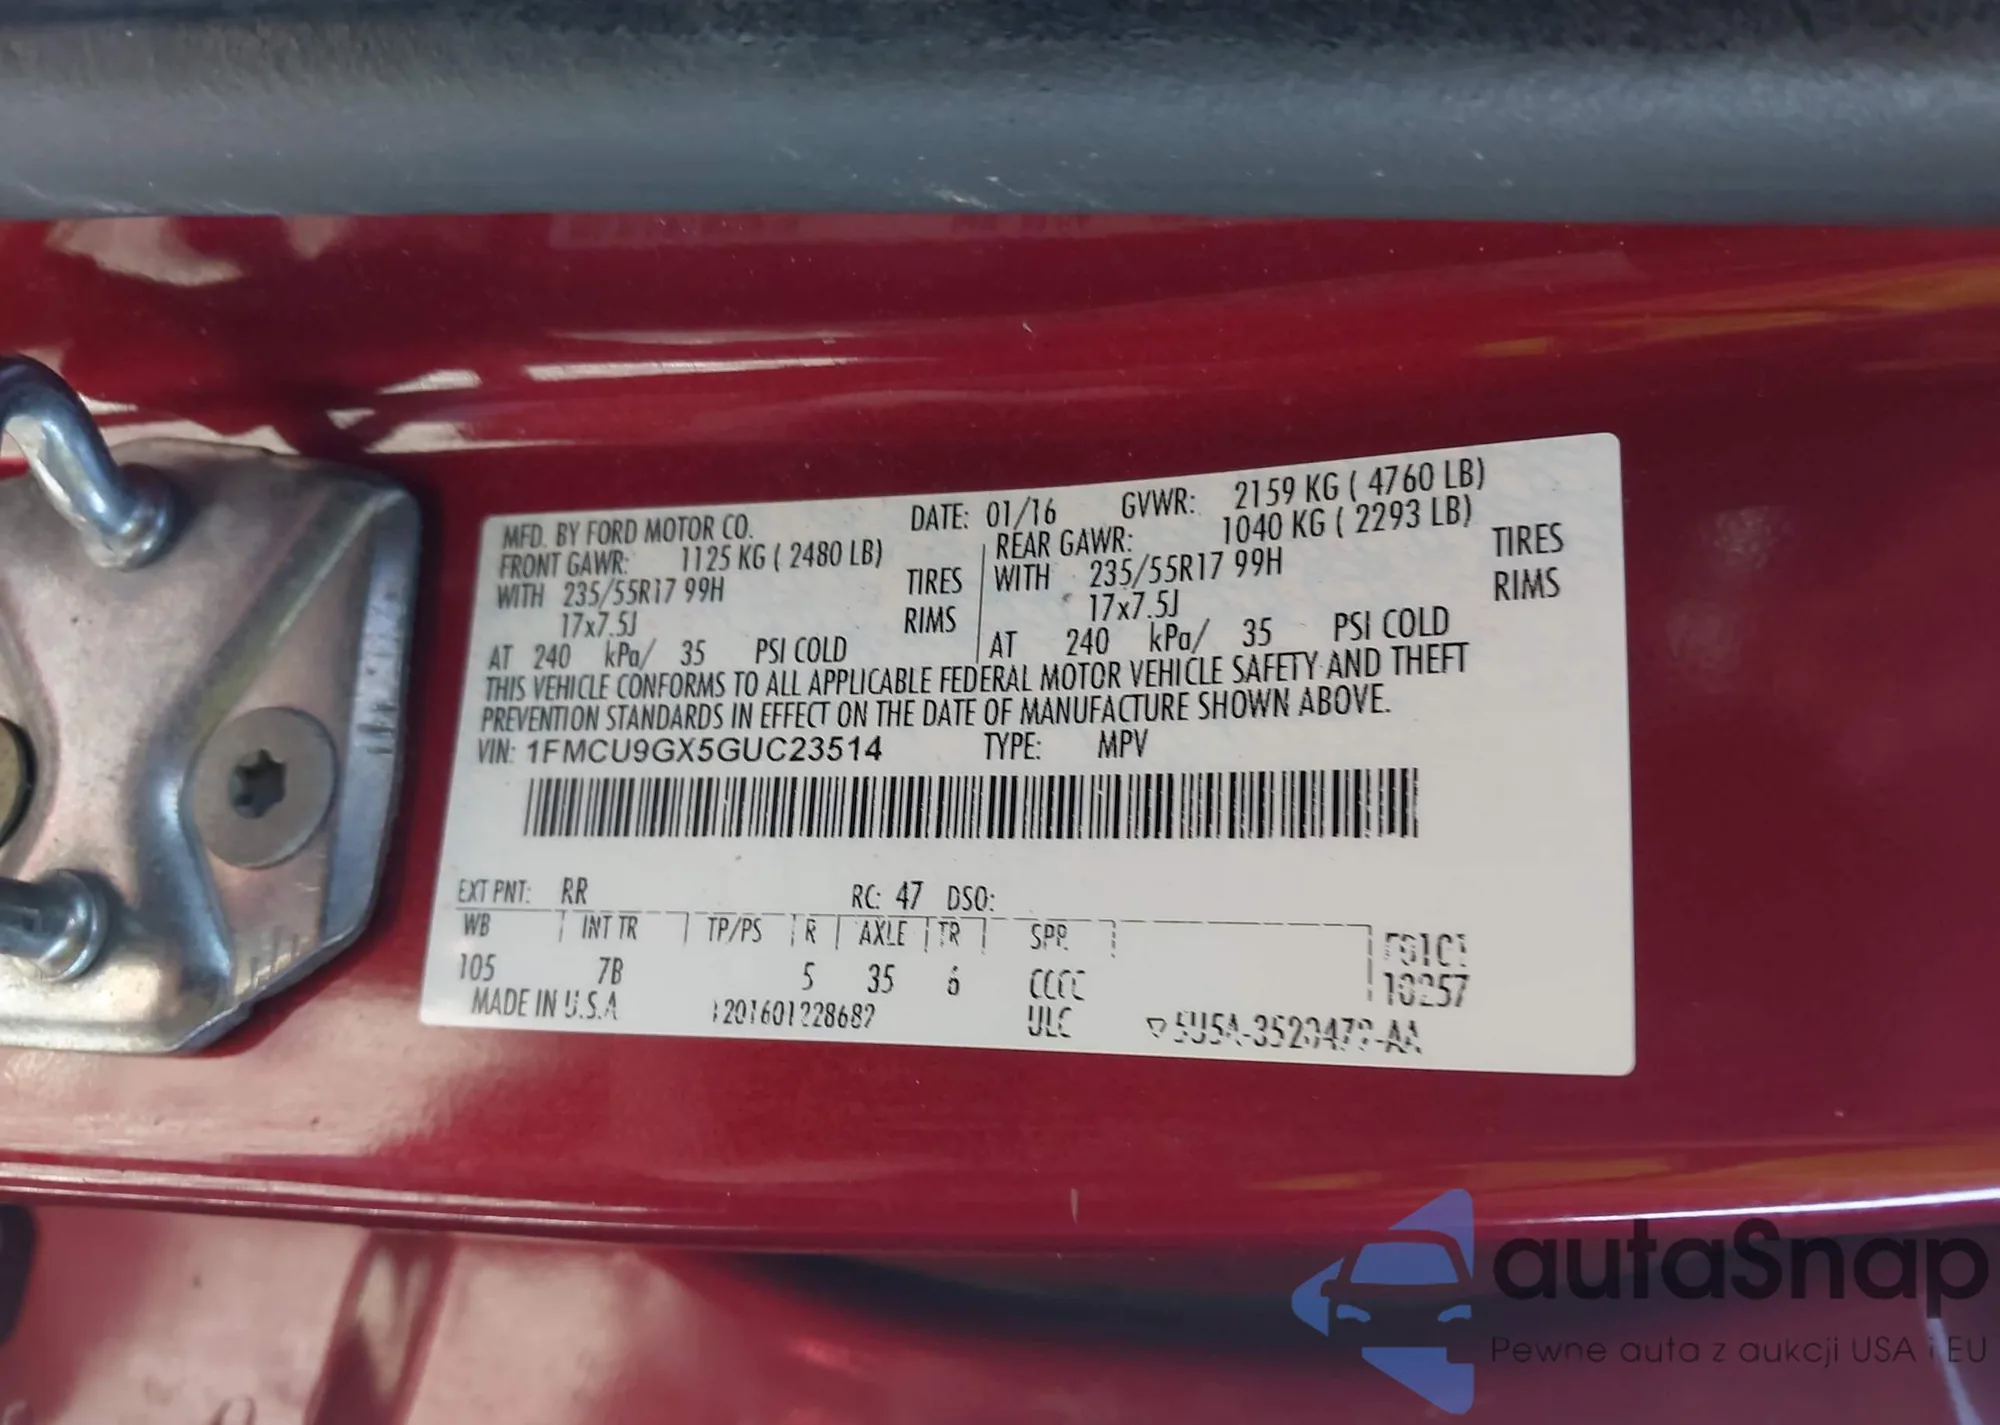 MFD. BY FORD MOTOR CO. DATE: 01/16 GVWR: 2159 KG ( 4760 LB)
FRONT GAWR: 1125 KG ( 2480 LB) REAR GAWR: 1040 KG ( 2293 LB)
WITH 235/55R17 99H TIRES WITH 235/55R17 99H TIRES
17x7.5J RIMS 17x7.5J RIMS
AT 240 kPa/ 35 PSI COLD AT 240 kPa/ 35 PSI COLD
THIS VEHICLE CONFORMS TO ALL APPLICABLE FEDERAL MOTOR VEHICLE SAFETY AND THEFT
PREVENTION STANDARDS IN EFFECT ON THE DATE OF MANUFACTURE SHOWN ABOVE.
VIN: 1FMCU9GX5GUC23514 TYPE: MPV
EXT PNT: RR RC: 47 DSO:
WB INT TR TP/PS R AXLE TR SPR
105 7B 5 35 6
MADE IN U.S.A ULC
autaSnap
Pewne auta z aukcji USA i EU